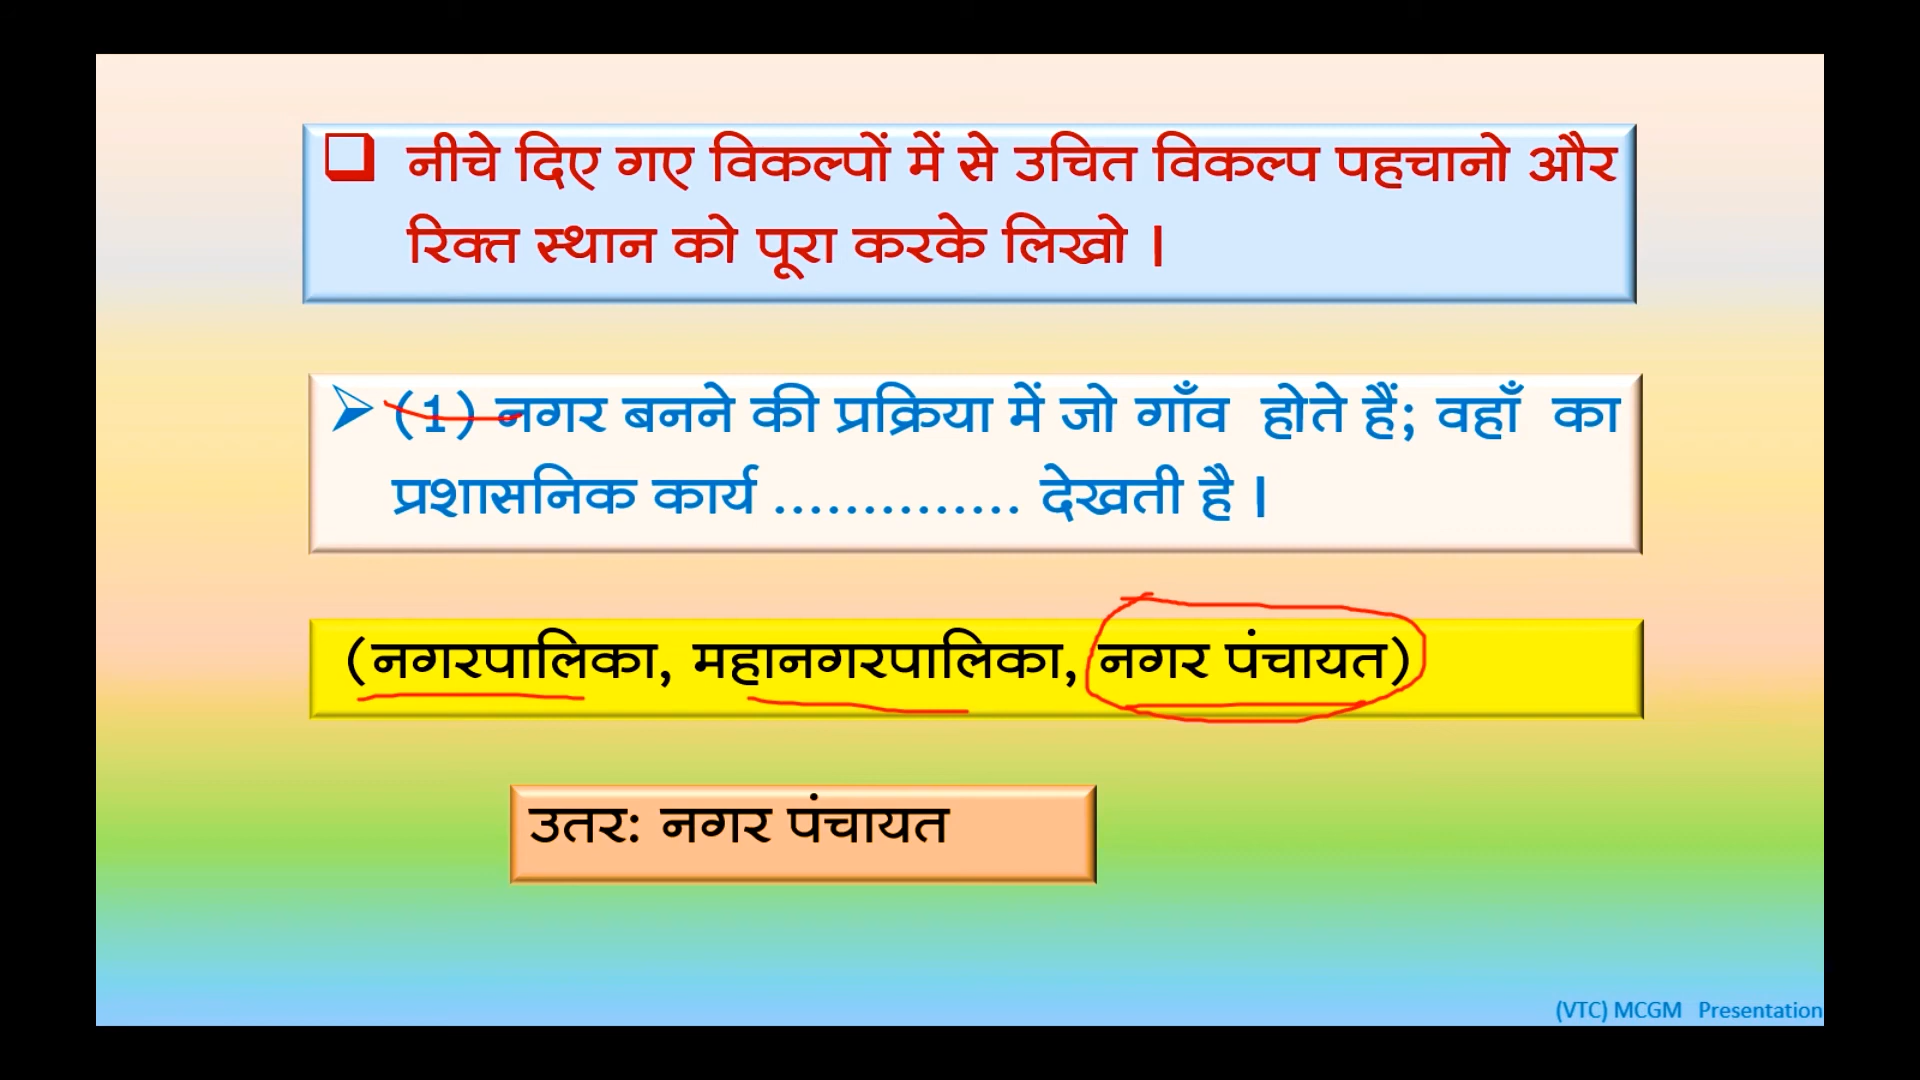 नीचे दिए गए विकल्पों में से उचित विकल्प पहचानो और
रिक्त स्थान को पूरा करके लिखो ।
(1) नगर बनने की प्रक्रिया में जो गाँव होते हैं; वहाँ का
प्रशासनिक कार्य .............. देखती है ।
(नगरपालिका, महानगरपालिका, नगर पंचायत)
उतर: नगर पंचायत
(VTC) MCGM Presentation